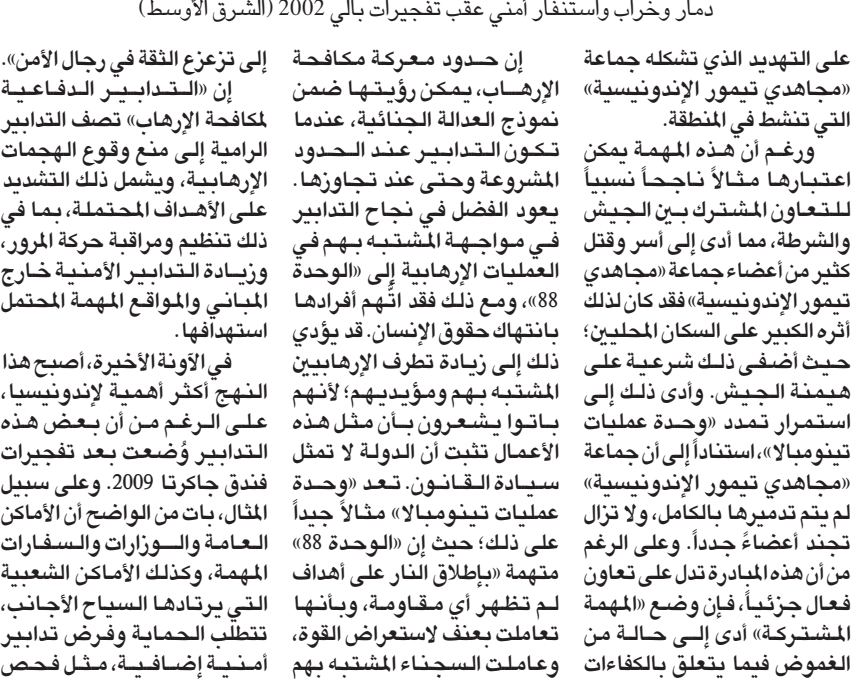 دمار وخراب واستنفار أمني عقب تفجيرات بالي 2002 (الشرق الأوسط)
على التهديد الذي تشكله جماعة
«مجاهدي تيمور الإندونيسية»
التي تنشط في المنطقة.
ورغم أن هذه المهمة يمكن
اعتبارها مثالاً ناجحاً نسبياً
للتعاون المشترك بين الجيش
والشرطة، مما أدى إلى أسر وقتل
كثير من أعضاء جماعة «مجاهدي
تيمور الإندونيسية» فقد كان لذلك
أثره الكبير على السكان المحليين؛
حيث أضفى ذلك شرعية على
هيمنة الجيش. وأدى ذلك إلى
استمرار تمدد «وحدة عمليات
تينومبالا»، استناداً إلى أن جماعة
«مجاهدي تيمور الإندونيسية»
لم يتم تدميرها بالكامل، ولا تزال
تجند أعضاءً جدداً. وعلى الرغم
من أن هذه المبادرة تدل على تعاون
فعال جزئياً، فإن وضع «المهمة
المشتركة» أدى إلى حالة من
الغموض فيما يتعلق بالكفاءات
إن حدود معركة مكافحة
الإرهاب، يمكن رؤيتها ضمن
نموذج العدالة الجنائية، عندما
تكون التدابير عند الحدود
المشروعة وحتى عند تجاوزها.
يعود الفضل في نجاح التدابير
في مواجهة المشتبه بهم في
العمليات الإرهابية إلى «الوحدة
88»، ومع ذلك فقد اتُّهم أفرادها
بانتهاك حقوق الإنسان. قد يؤدي
ذلك إلى زيادة تطرف الإرهابيين
المشتبه بهم ومؤيديهم؛ لأنهم
باتوا يشعرون بأن مثل هذه
الأعمال تثبت أن الدولة لا تمثل
سيادة القانون. تعد «وحدة
عمليات تينومبالا» مثالاً جيداً
على ذلك؛ حيث إن «الوحدة 88»
متهمة «بإطلاق النار على أهداف
لم تظهر أي مقاومة، وبأنها
تعاملت بعنف لاستعراض القوة،
وعاملت السجناء المشتبه بهم
إلى تزعزع الثقة في رجال الأمن».
إن «التدابير الدفاعية
لمكافحة الإرهاب» تصف التدابير
الرامية إلى منع وقوع الهجمات
الإرهابية، ويشمل ذلك التشديد
على الأهداف المحتملة، بما في
ذلك تنظيم ومراقبة حركة المرور،
وزيادة التدابير الأمنية خارج
المباني والمواقع المهمة المحتمل
استهدافها.
في الآونة الأخيرة، أصبح هذا
النهج أكثر أهمية لإندونيسيا،
على الرغم من أن بعض هذه
التدابير وُضعت بعد تفجيرات
فندق جاكرتا 2009. وعلى سبيل
المثال، بات من الواضح أن الأماكن
العامة والوزارات والسفارات
المهمة، وكذلك الأماكن الشعبية
التي يرتادها السياح الأجانب،
تتطلب الحماية وفرض تدابير
أمنية إضافية، مثل فحص